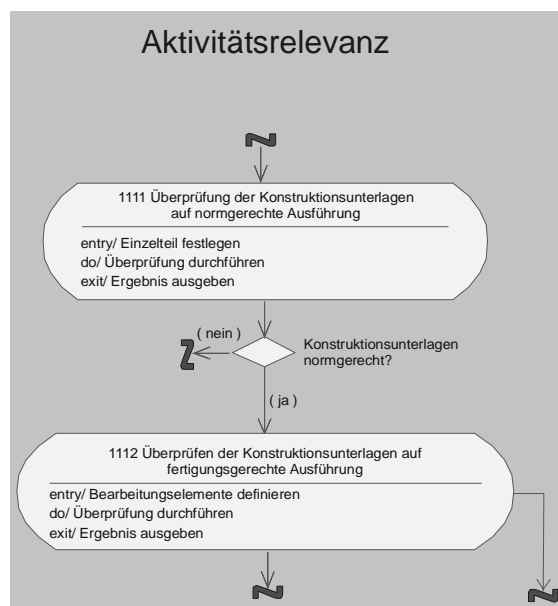 Aktivitätsrelevanz
1111 Überprüfung der Konstruktionsunterlagen
auf normgerechte Ausführung
entry/ Einzelteil festlegen
do/ Überprüfung durchführen
exit/ Ergebnis ausgeben
( nein )
Konstruktionsunterlagen
normgerecht?
( ja )
1112 Überprüfen der Konstruktionsunterlagen auf
fertigungsgerechte Ausführung
entry/ Bearbeitungselemente definieren
do/ Überprüfung durchführen
exit/ Ergebnis ausgeben